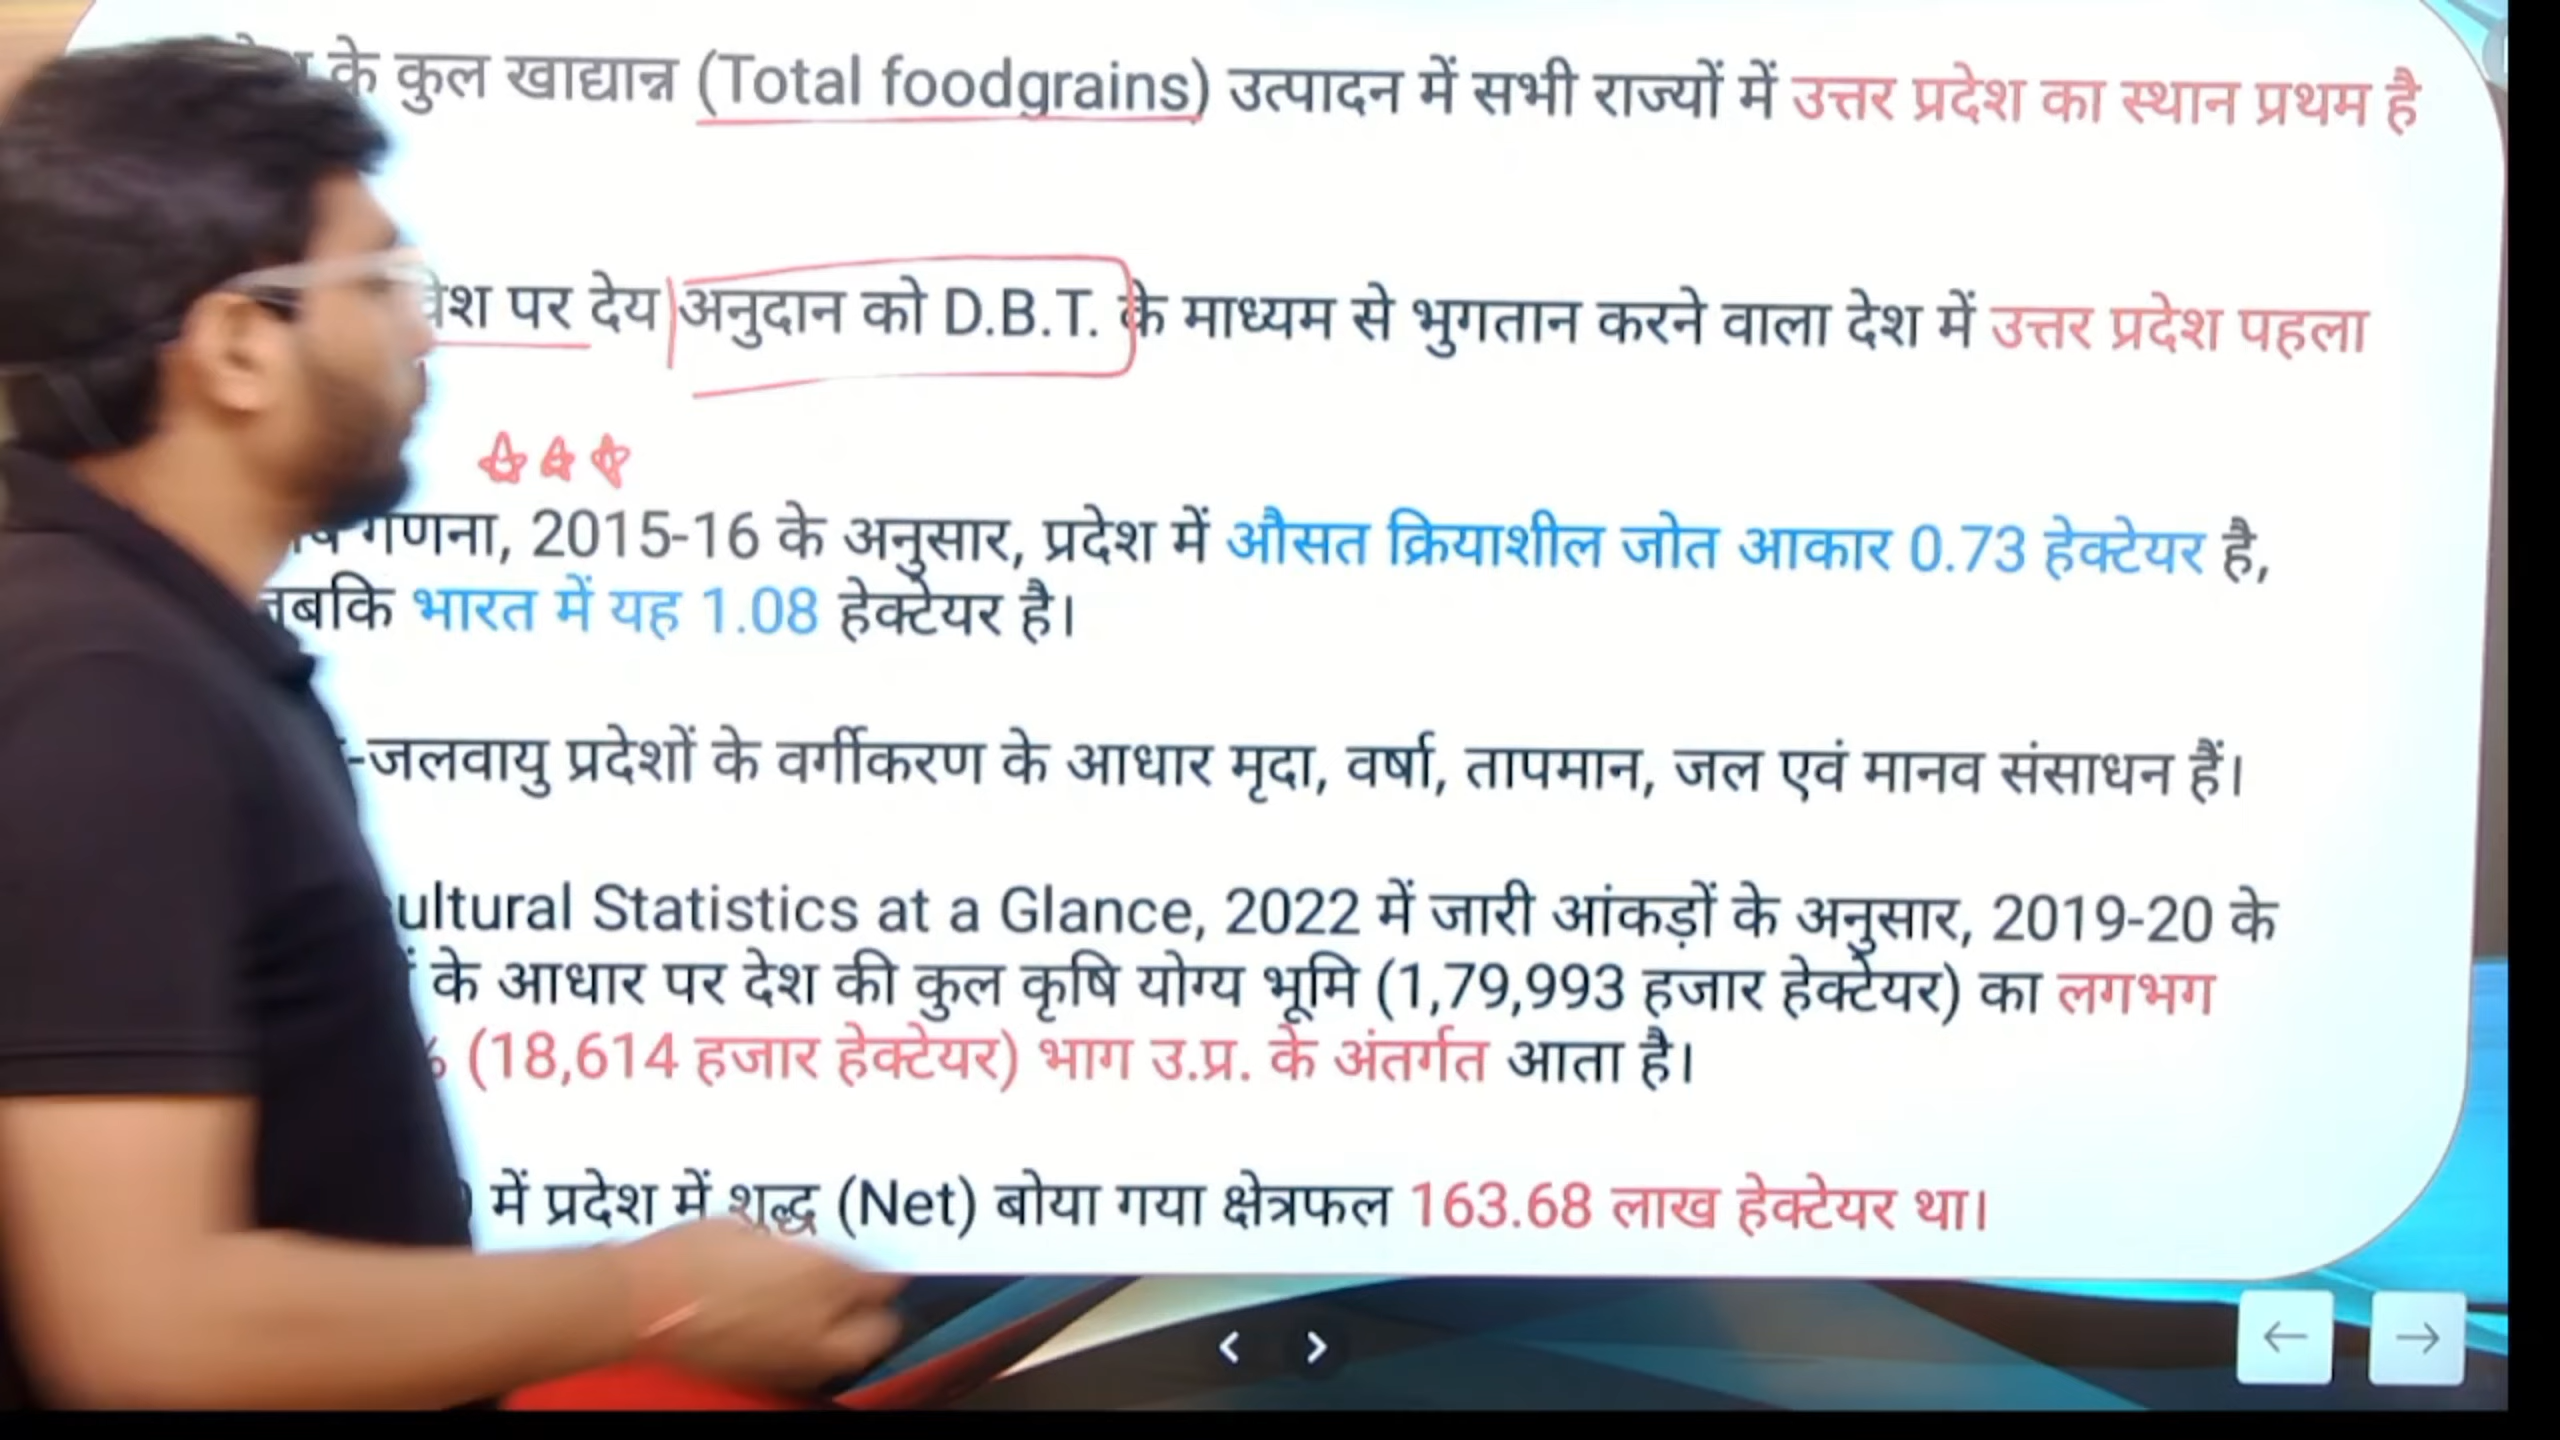 के कुल खाद्यान्न (Total foodgrains) उत्पादन में सभी राज्यों में उत्तर प्रदेश का स्थान प्रथम है
पर देय अनुदान को D.B.T. के माध्यम से भुगतान करने वाला देश में उत्तर प्रदेश पहला
गणना, 2015-16 के अनुसार, प्रदेश में औसत क्रियाशील जोत आकार 0.73 हेक्टेयर है,
भारत में यह 1.08 हेक्टेयर है।
-जलवायु प्रदेशों के वर्गीकरण के आधार मृदा, वर्षा, तापमान, जल एवं मानव संसाधन हैं।
ultural Statistics at a Glance, 2022 में जारी आंकड़ों के अनुसार, 2019-20 के
के आधार पर देश की कुल कृषि योग्य भूमि (1,79,993 हजार हेक्टेयर) का लगभग
(18,614 हजार हेक्टेयर) भाग उ.प्र. के अंतर्गत आता है।
में प्रदेश में शुद्ध (Net) बोया गया क्षेत्रफल 163.68 लाख हेक्टेयर था।